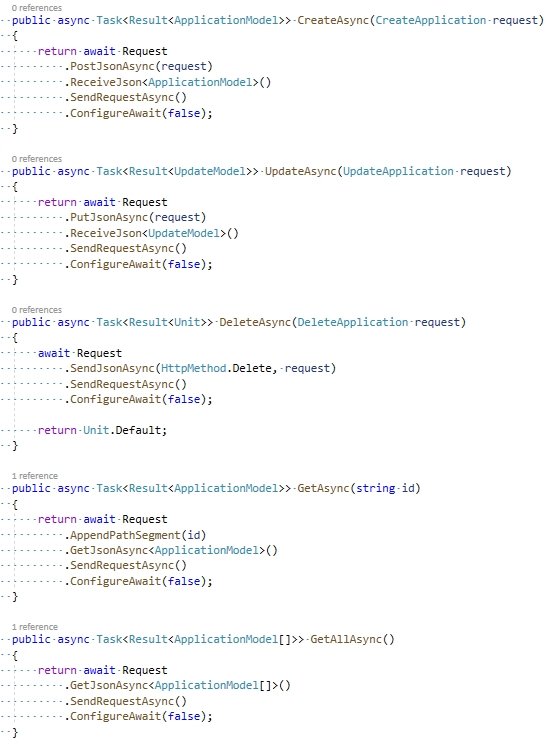 0 references
public async Task<Result<ApplicationModel>> CreateAsync(CreateApplication request)
{
return await Request
.PostJsonAsync(request)
.ReceiveJson<ApplicationModel>()
.SendRequestAsync()
.ConfigureAwait(false);
}
0 references
public async Task<Result<UpdateModel>> UpdateAsync(UpdateApplication request)
{
return await Request
.PutJsonAsync(request)
.ReceiveJson<UpdateModel>()
.SendRequestAsync()
.ConfigureAwait(false);
}
0 references
public async Task<Result<Unit>> DeleteAsync(DeleteApplication request)
{
await Request
.SendJsonAsync(HttpMethod.Delete, request)
.SendRequestAsync()
.ConfigureAwait(false);
return Unit.Default;
}
1 reference
public async Task<Result<ApplicationModel>> GetAsync(string id)
{
return await Request
.AppendPathSegment(id)
.GetJsonAsync<ApplicationModel>()
.SendRequestAsync()
.ConfigureAwait(false);
}
1 reference
public async Task<Result<ApplicationModel[]>> GetAllAsync()
{
return await Request
.GetJsonAsync<ApplicationModel[]>()
.SendRequestAsync()
.ConfigureAwait(false);
}